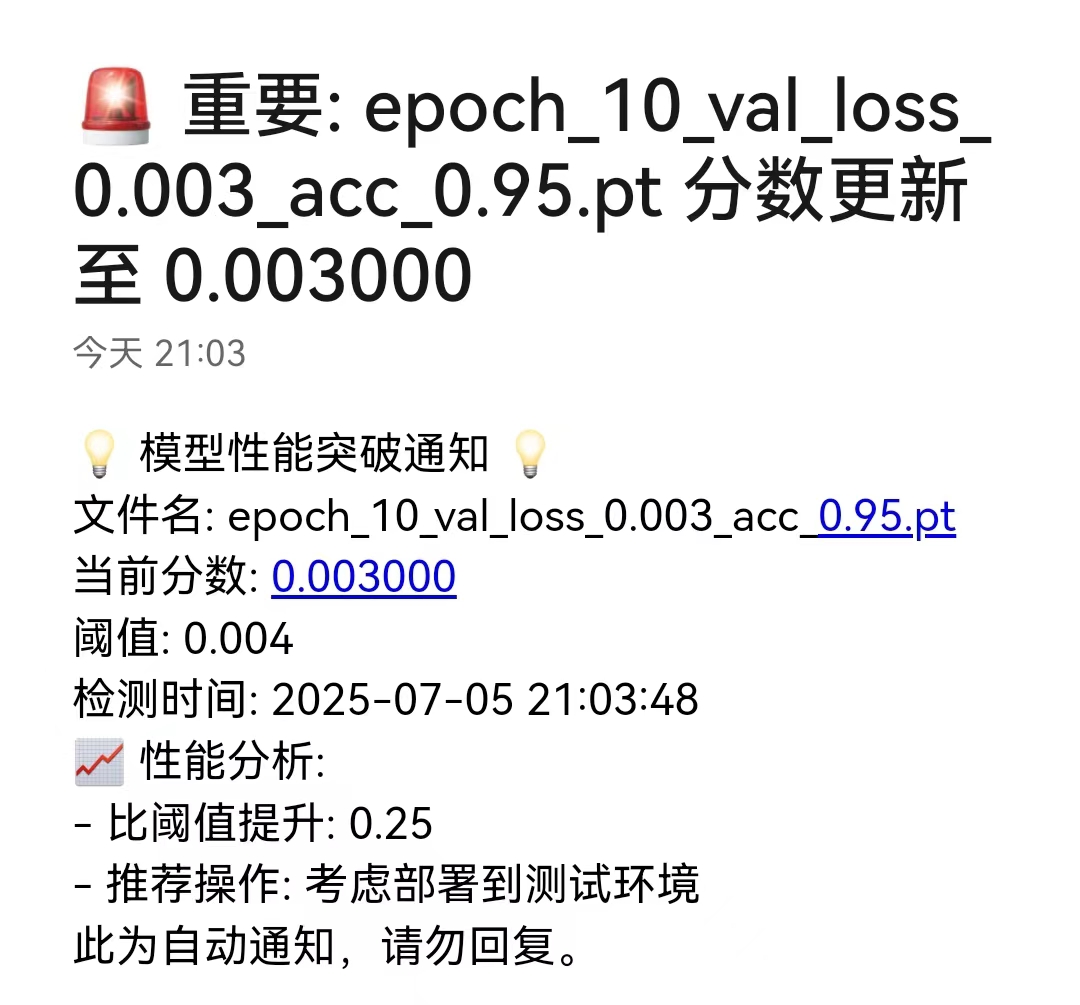 🚨 重要: epoch_10_val_loss_
0.003_acc_0.95.pt 分数更新
至 0.003000
今天 21:03
💡 模型性能突破通知 💡
文件名: epoch_10_val_loss_0.003_acc_0.95.pt
当前分数: 0.003000
阈值: 0.004
检测时间: 2025-07-05 21:03:48
📈 性能分析:
- 比阈值提升: 0.25
- 推荐操作: 考虑部署到测试环境
此为自动通知，请勿回复。